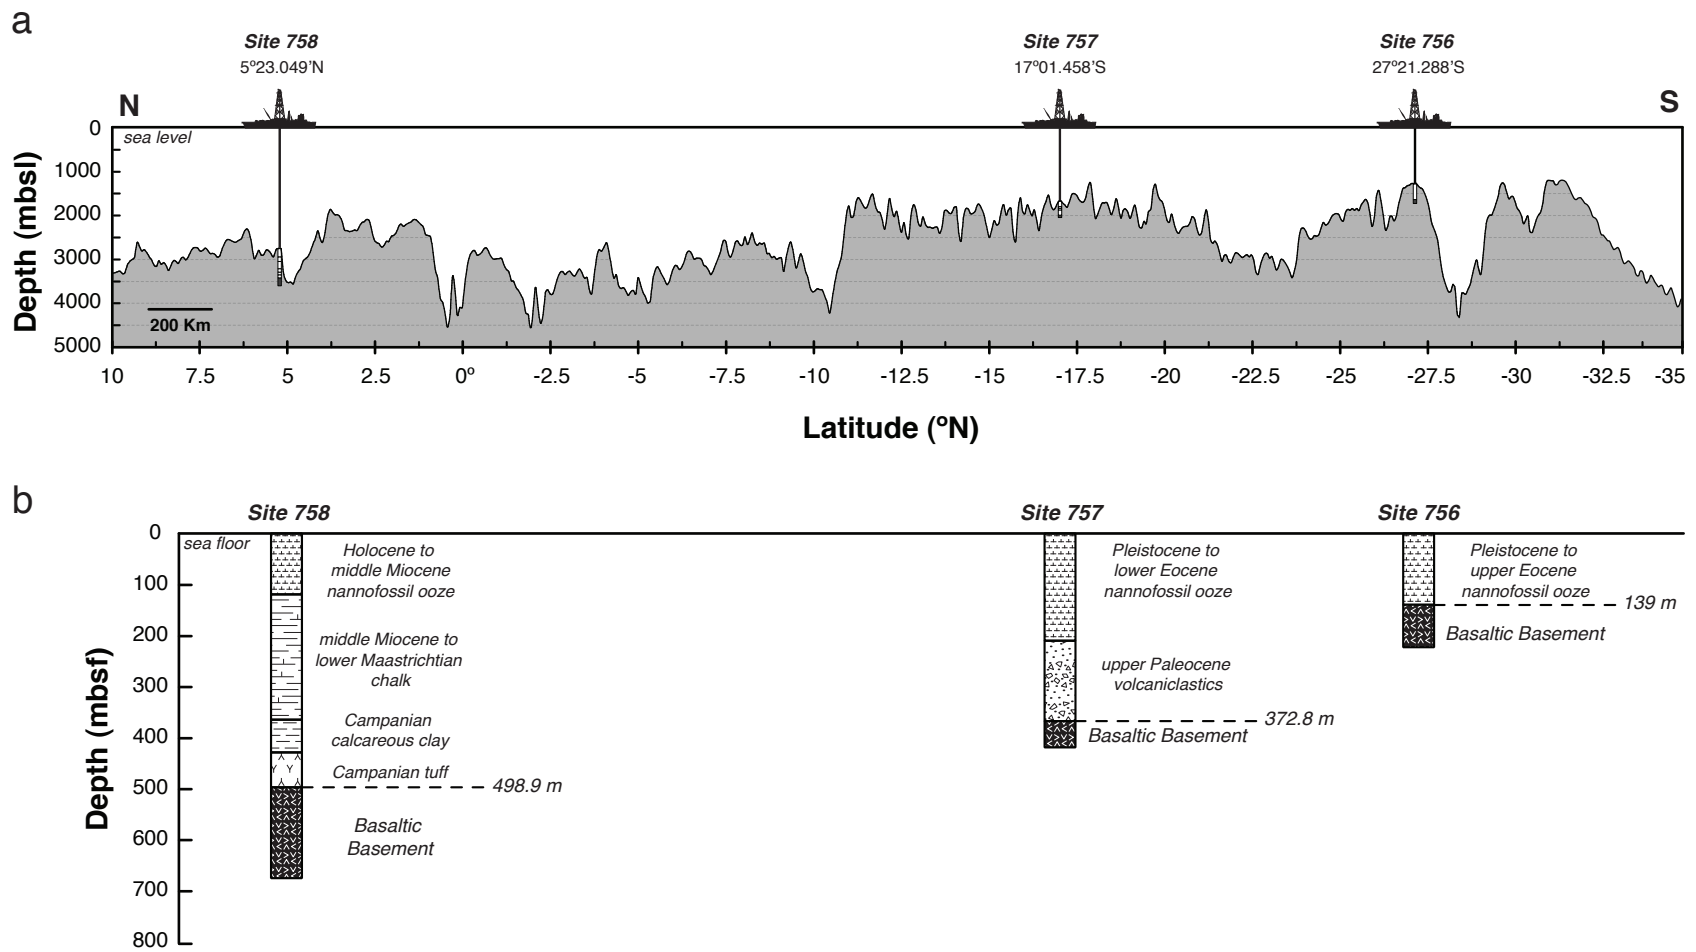 a
Site 758
5º23.049'N
Site 757
17º01.458'S
Site 756
27º21.288'S
N
S
sea level
0
1000
2000
3000
4000
5000
Depth (mbsl)
200 Km
10 7.5 5 2.5 0º -2.5 -5 -7.5 -10 -12.5 -15 -17.5 -20 -22.5 -25 -27.5 -30 -32.5 -35
Latitude (ºN)
b
Site 758
Site 757
Site 756
sea floor
0
100
200
300
400
500
600
700
800
Depth (mbsf)
Holocene to
middle Miocene
nannofossil ooze
middle Miocene to
lower Maastrichtian
chalk
Campanian
calcareous clay
Campanian tuff
498.9 m
Basaltic
Basement
Pleistocene to
lower Eocene
nannofossil ooze
upper Paleocene
volcaniclastics
372.8 m
Basaltic Basement
Pleistocene to
upper Eocene
nannofossil ooze
139 m
Basaltic Basement